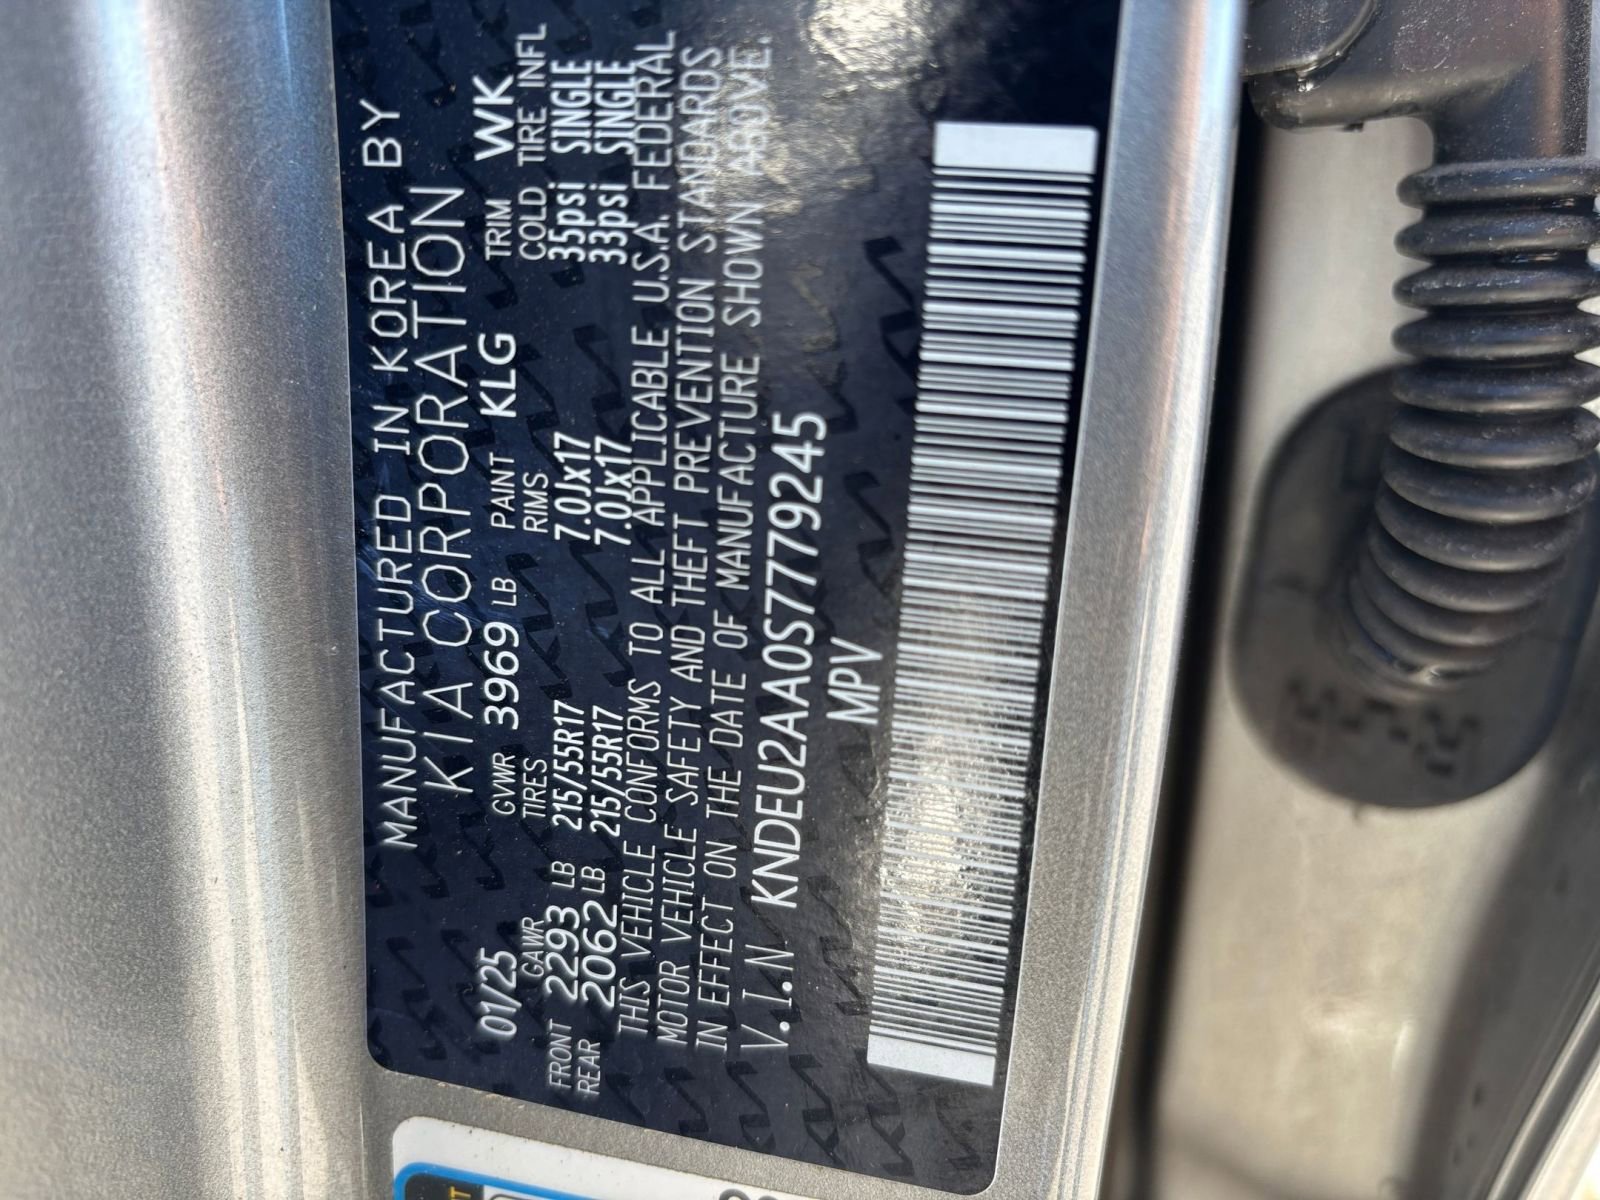 MANUFACTURED IN KOREA BY
KIA CORPORATION
01/25 GVWR 3969 LB PAINT KLG TRIM WK
GAWR TIRES RIMS COLD TIRE INFL
FRONT 2293 LB 215/55R17 7.0Jx17 35psi SINGLE
REAR 2062 LB 215/55R17 7.0Jx17 33psi SINGLE
THIS VEHICLE CONFORMS TO ALL APPLICABLE U.S.A. FEDERAL
MOTOR VEHICLE SAFETY AND THEFT PREVENTION STANDARDS
IN EFFECT ON THE DATE OF MANUFACTURE SHOWN ABOVE.
V.I.N KNDEU2AA0S7779245
MPV